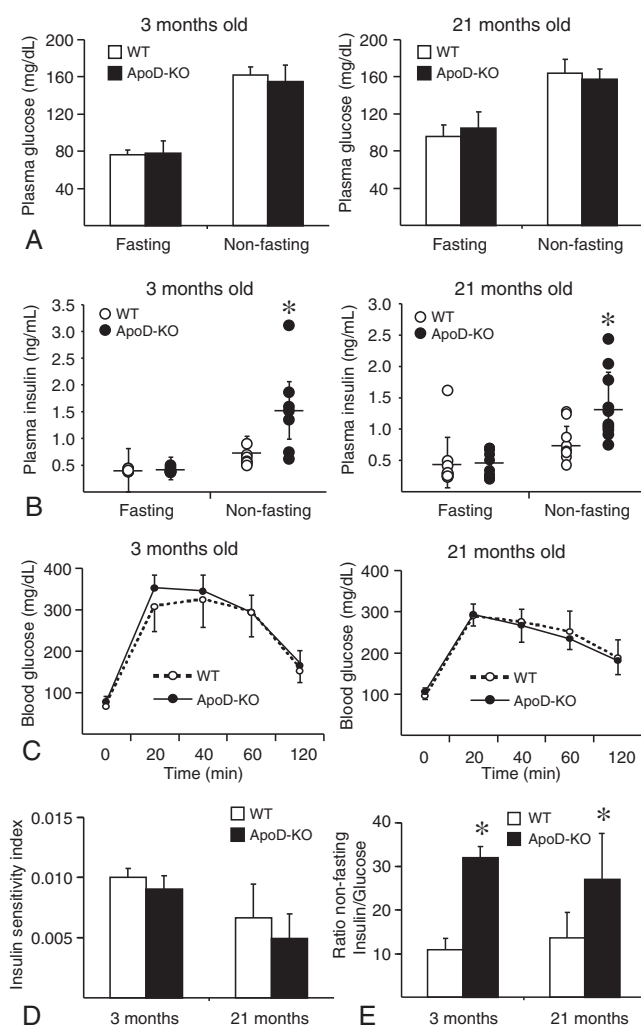 3 months old
Plasma glucose (mg/dL)
200
160
120
80
40
WT
ApoD-KO
Fasting
Non-fasting
A
21 months old
Plasma glucose (mg/dL)
200
160
120
80
40
WT
ApoD-KO
Fasting
Non-fasting
3 months old
Plasma insulin (ng/mL)
3.5
3.0
2.5
2.0
1.5
1.0
0.5
WT
ApoD-KO
*
Fasting
Non-fasting
B
21 months old
Plasma insulin (ng/mL)
3.0
2.5
2.0
1.5
1.0
0.5
WT
ApoD-KO
*
Fasting
Non-fasting
3 months old
Blood glucose (mg/dL)
400
300
200
100
WT
ApoD-KO
0 20 40 60 120
Time (min)
C
21 months old
Blood glucose (mg/dL)
400
300
200
100
WT
ApoD-KO
0 20 40 60 120
Time (min)
Insulin sensitivity index
0.015
0.010
0.005
WT
ApoD-KO
3 months
21 months
D
Ratio non-fasting
Insulin/Glucose
40
30
20
10
WT
ApoD-KO
*
*
3 months
21 months
E